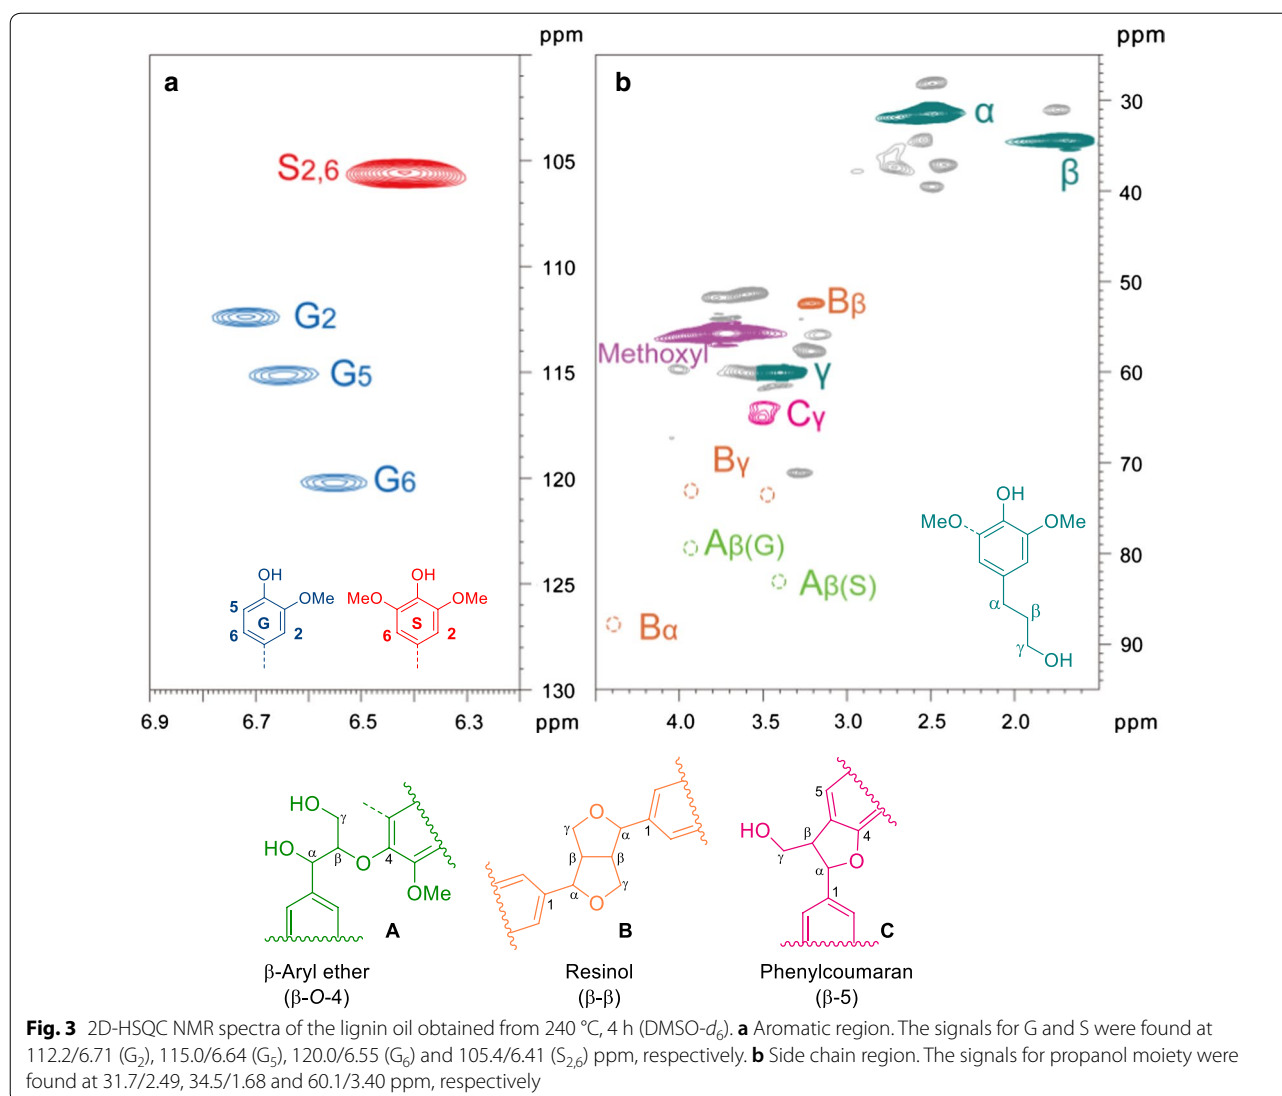 ppm
ppm
a
b
30
α
105
S2,6
β
40
110
50
G2
Bβ
Methoxyl
115
G5
60
γ
Cγ
Bγ
70
120
G6
OH
MeO
OMe
Aβ(G)
80
Aβ(S)
125
OH
OH
OMe
MeO
OMe
5
G
S
6
2
6
2
α
β
Bα
γ
OH
90
130
6.9
6.7
6.5
6.3
ppm
4.0
3.5
3.0
2.5
2.0
ppm
HO
γ
HO
α
β
O
4
OMe
A
O
γ
α
1
β
β
1
α
γ
O
B
5
HO
β
4
γ
O
α
1
C
β-Aryl ether
(β-O-4)
Resinol
(β-β)
Phenylcoumaran
(β-5)
Fig. 3 2D-HSQC NMR spectra of the lignin oil obtained from 240 °C, 4 h (DMSO-d6). a Aromatic region. The signals for G and S were found at
112.2/6.71 (G2), 115.0/6.64 (G5), 120.0/6.55 (G6) and 105.4/6.41 (S2,6) ppm, respectively. b Side chain region. The signals for propanol moiety were
found at 31.7/2.49, 34.5/1.68 and 60.1/3.40 ppm, respectively